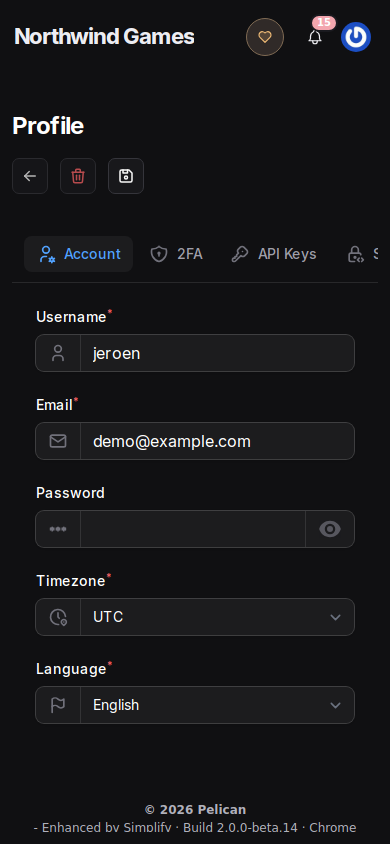 Northwind Games
15
Profile
Account
2FA
API Keys
S
Username*
jeroen
Email*
demo@example.com
Password
Timezone*
UTC
Language*
English
© 2026 Pelican
- Enhanced by Simplify · Build 2.0.0-beta.14 · Chrome